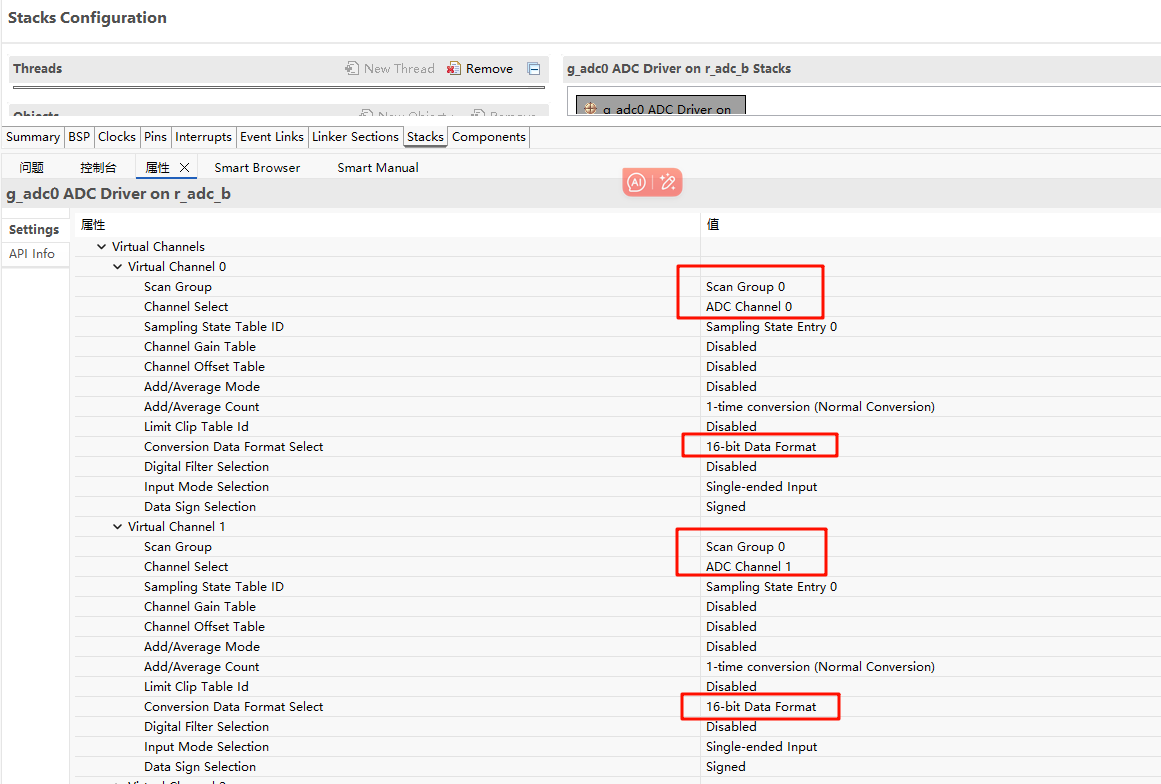 Stacks Configuration
Threads New Thread Remove g_adc0 ADC Driver on r_adc_b Stacks
Objects New Object Remove g_adc0 ADC Driver on
Summary BSP Clocks Pins Interrupts Event Links Linker Sections Stacks Components
问题 控制台 属性 Smart Browser Smart Manual
AI
g_adc0 ADC Driver on r_adc_b
Settings 属性 值
API Info
Virtual Channels
Virtual Channel 0
Scan Group Scan Group 0
Channel Select ADC Channel 0
Sampling State Table ID Sampling State Entry 0
Channel Gain Table Disabled
Channel Offset Table Disabled
Add/Average Mode Disabled
Add/Average Count 1-time conversion (Normal Conversion)
Limit Clip Table Id Disabled
Conversion Data Format Select 16-bit Data Format
Digital Filter Selection Disabled
Input Mode Selection Single-ended Input
Data Sign Selection Signed
Virtual Channel 1
Scan Group Scan Group 0
Channel Select ADC Channel 1
Sampling State Table ID Sampling State Entry 0
Channel Gain Table Disabled
Channel Offset Table Disabled
Add/Average Mode Disabled
Add/Average Count 1-time conversion (Normal Conversion)
Limit Clip Table Id Disabled
Conversion Data Format Select 16-bit Data Format
Digital Filter Selection Disabled
Input Mode Selection Single-ended Input
Data Sign Selection Signed